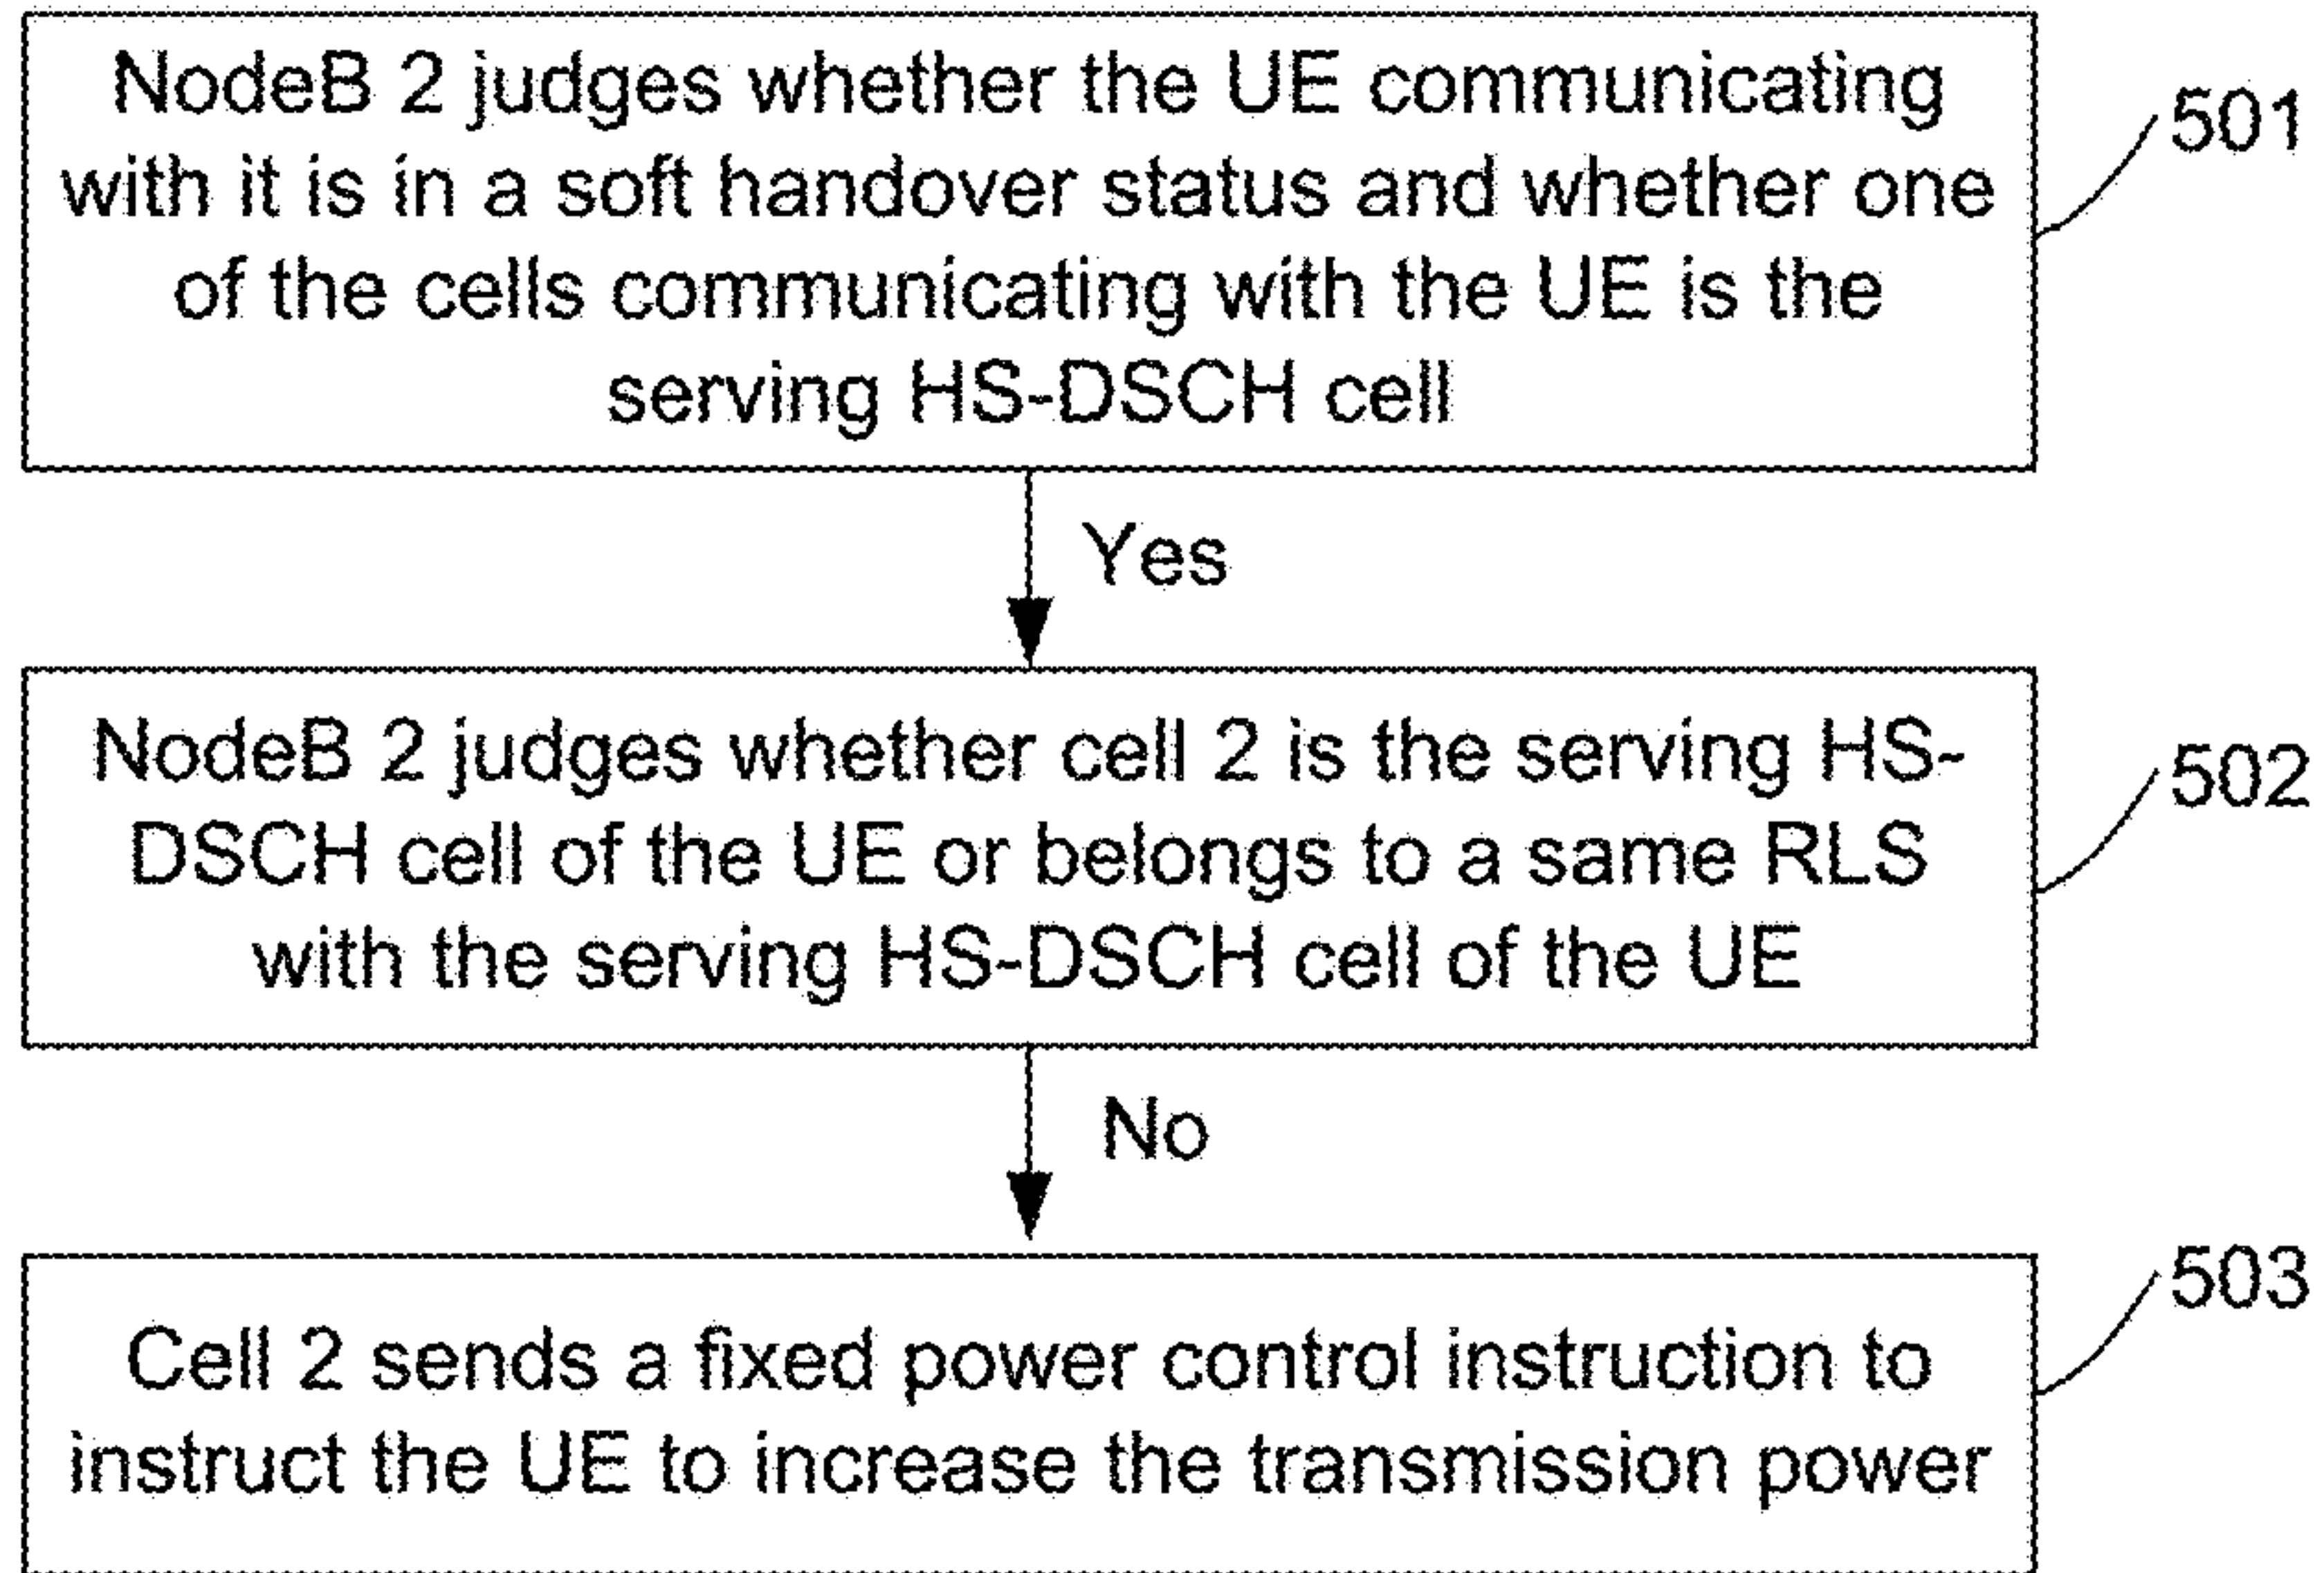 NodeB 2 judges whether the UE communicating
with it is in a soft handover status and whether one
of the cells communicating with the UE is the
serving HS-DSCH cell
501
Yes
NodeB 2 judges whether cell 2 is the serving HS-
DSCH cell of the UE or belongs to a same RLS
with the serving HS-DSCH cell of the UE
502
No
Cell 2 sends a fixed power control instruction to
instruct the UE to increase the transmission power
503